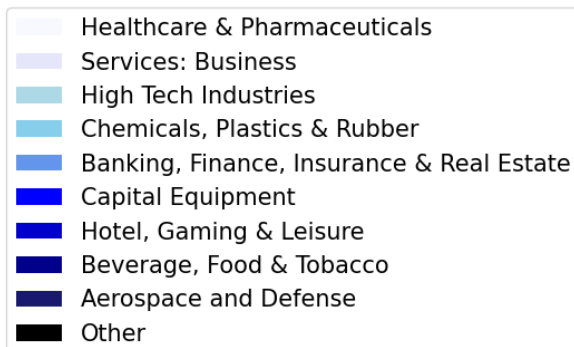 Healthcare & Pharmaceuticals
Services: Business
High Tech Industries
Chemicals, Plastics & Rubber
Banking, Finance, Insurance & Real Estate
Capital Equipment
Hotel, Gaming & Leisure
Beverage, Food & Tobacco
Aerospace and Defense
Other